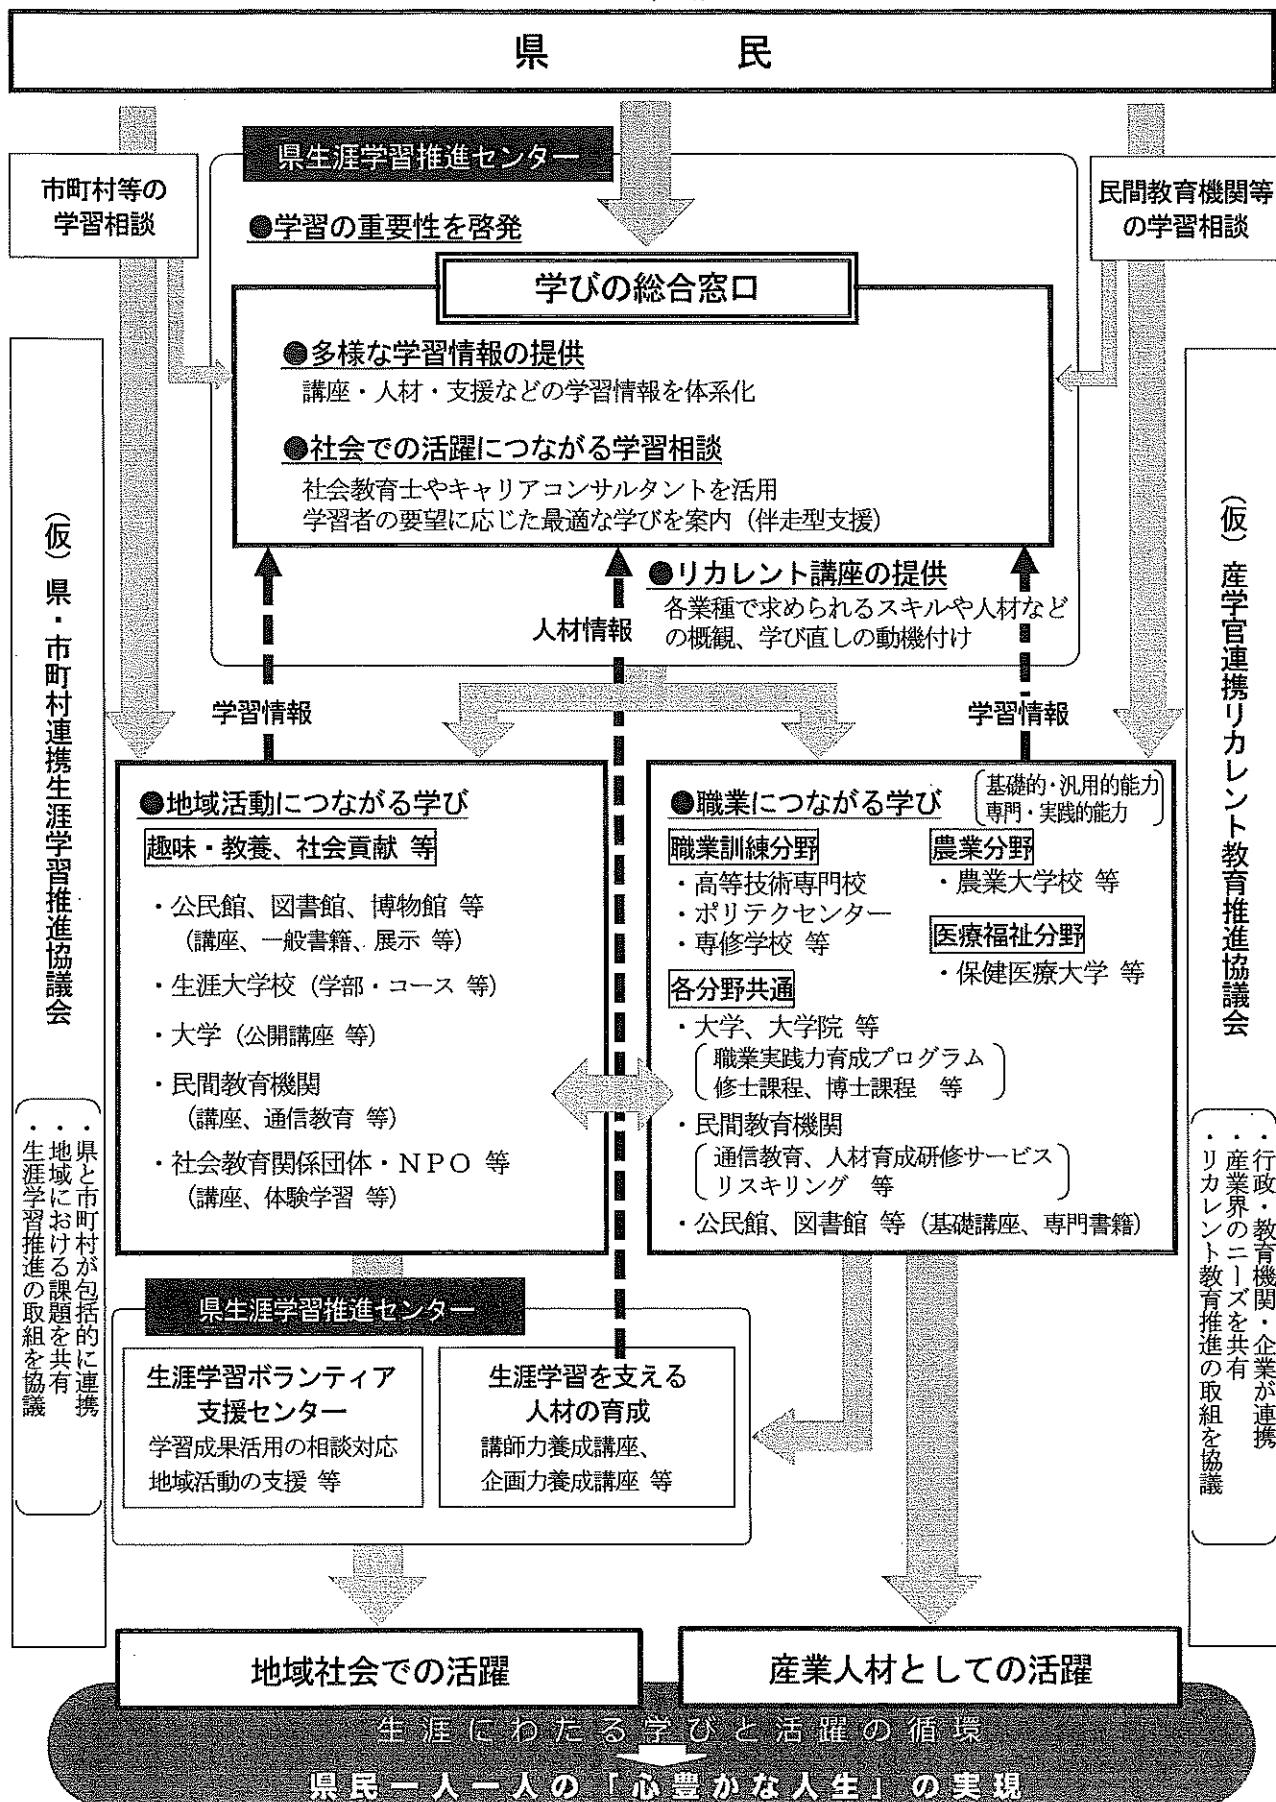 県　民
県生涯学習推進センター
市町村等の
学習相談
民間教育機関等
の学習相談
●学習の重要性を啓発
学びの総合窓口
●多様な学習情報の提供
講座・人材・支援などの学習情報を体系化
●社会での活躍につながる学習相談
社会教育士やキャリアコンサルタントを活用
学習者の要望に応じた最適な学びを案内（伴走型支援）
●リカレント講座の提供
各業種で求められるスキルや人材など
の概観、学び直しの動機付け
人材情報
学習情報
学習情報
（仮）県・市町村連携生涯学習推進協議会
・県と市町村が包括的に連携
・地域における課題を共有
・生涯学習推進の取組を協議
（仮）産学官連携リカレント教育推進協議会
・行政・教育機関・企業が連携
・産業界のニーズを共有
・リカレント教育推進の取組を協議
●地域活動につながる学び
趣味・教養、社会貢献 等
・公民館、図書館、博物館 等
（講座、一般書籍、展示 等）
・生涯大学校（学部・コース 等）
・大学（公開講座 等）
・民間教育機関
（講座、通信教育 等）
・社会教育関係団体・ＮＰＯ 等
（講座、体験学習 等）
●職業につながる学び
基礎的・汎用的能力
専門・実践的能力
職業訓練分野
・高等技術専門校
・ポリテクセンター
・専修学校 等
農業分野
・農業大学校 等
医療福祉分野
・保健医療大学 等
各分野共通
・大学、大学院 等
職業実践力育成プログラム
修士課程、博士課程　等
・民間教育機関
通信教育、人材育成研修サービス
リスキリング　等
・公民館、図書館 等（基礎講座、専門書籍）
県生涯学習推進センター
生涯学習ボランティア
支援センター
学習成果活用の相談対応
地域活動の支援 等
生涯学習を支える
人材の育成
講師力養成講座、
企画力養成講座 等
地域社会での活躍
産業人材としての活躍
生涯にわたる学びと活躍の循環
県民一人一人の「心豊かな人生」の実現